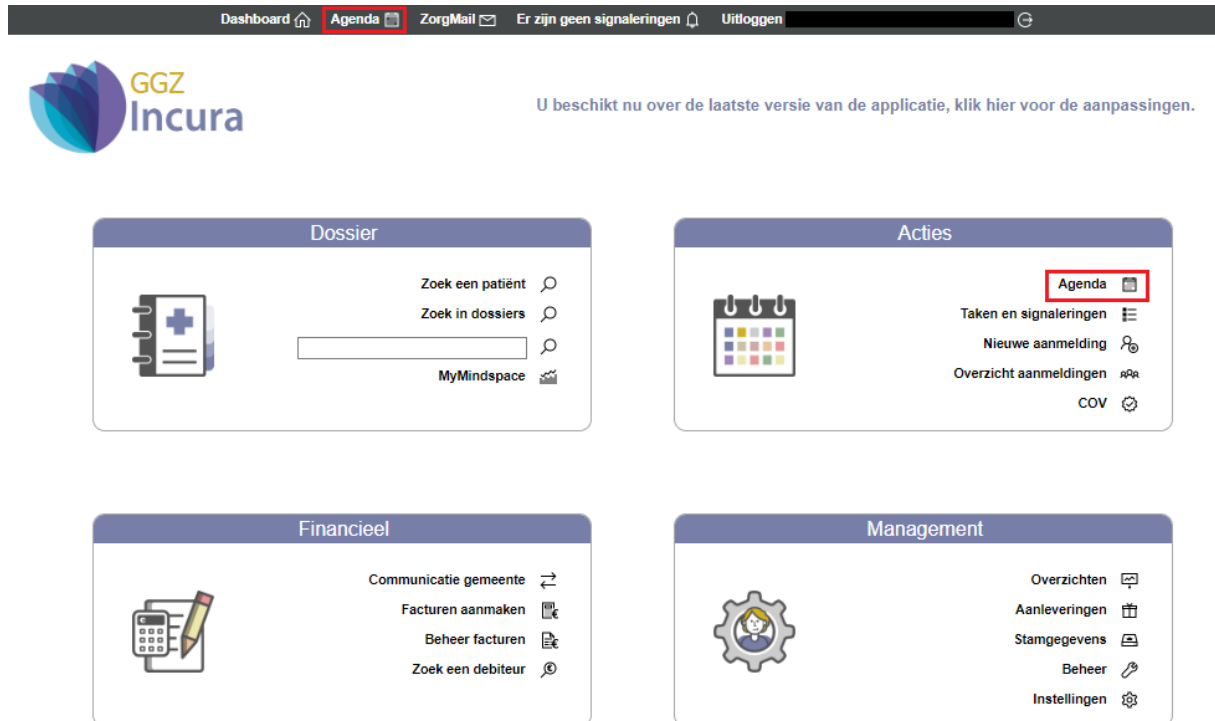 Dashboard Agenda ZorgMail Er zijn geen signaleringen Uitloggen
GGZ
Incura
U beschikt nu over de laatste versie van de applicatie, klik hier voor de aanpassingen.
Dossier
Zoek een patiënt
Zoek in dossiers
MyMindspace
Acties
Agenda
Taken en signaleringen
Nieuwe aanmelding
Overzicht aanmeldingen
COV
Financieel
Communicatie gemeente
Facturen aanmaken
Beheer facturen
Zoek een debiteur
Management
Overzichten
Aanleveringen
Stamgegevens
Beheer
Instellingen